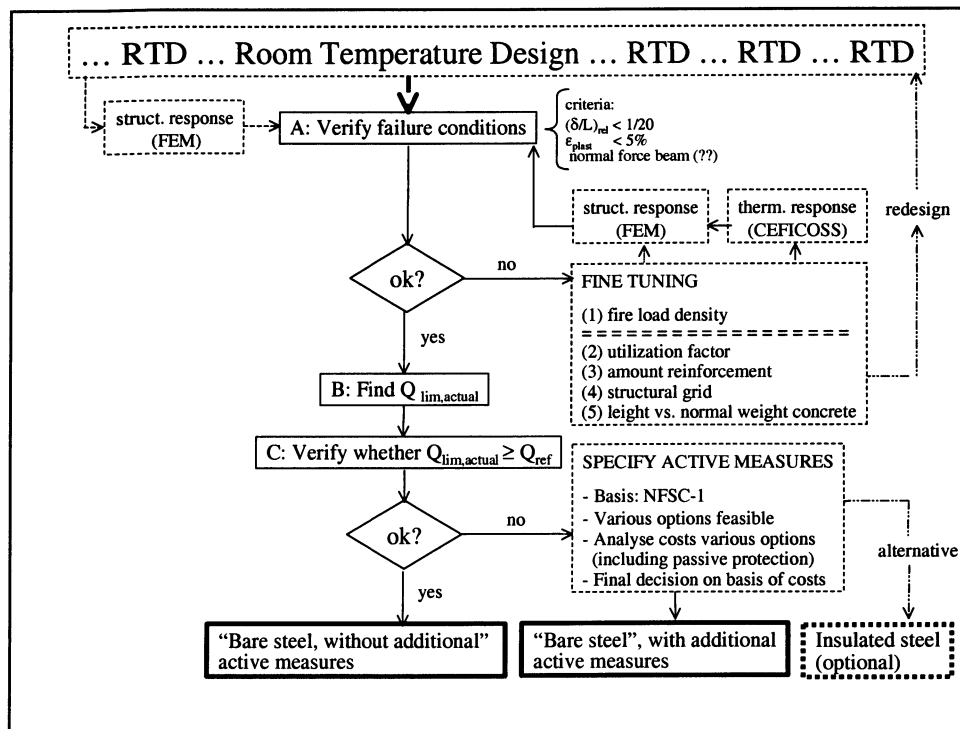 ... RTD ... Room Temperature Design ... RTD ... RTD ... RTD
struct. response
(FEM)
A: Verify failure conditions
criteria:
(δ/L)rel < 1/20
εplast < 5%
normal force beam (??)
struct. response
(FEM)
therm. response
(CEFICOSS)
redesign
ok?
no
FINE TUNING
(1) fire load density
(2) utilization factor
(3) amount reinforcement
(4) structural grid
(5) leight vs. normal weight concrete
yes
B: Find Q lim,actual
C: Verify whether Qlim,actual ≥ Qref
SPECIFY ACTIVE MEASURES
- Basis: NFSC-1
- Various options feasible
- Analyse costs various options
(including passive protection)
- Final decision on basis of costs
ok?
no
alternative
yes
"Bare steel, without additional"
active measures
"Bare steel", with additional
active measures
Insulated steel
(optional)